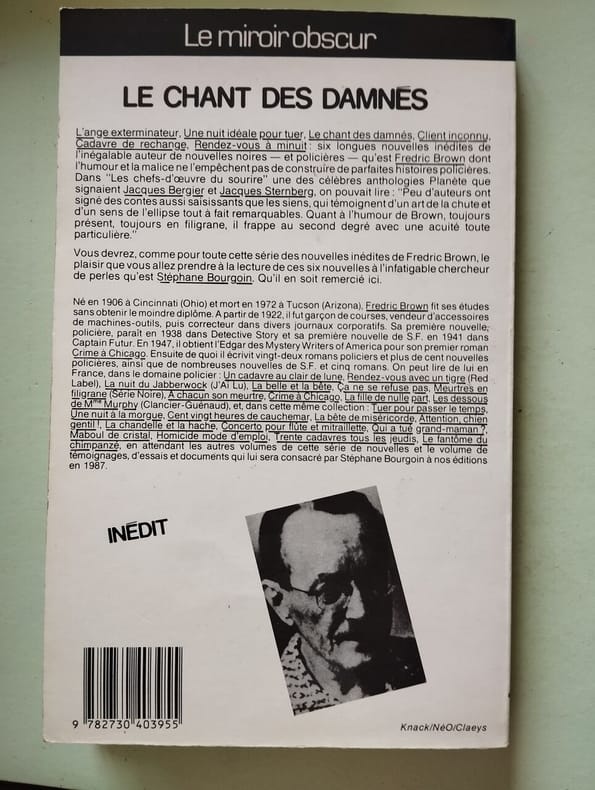 Le miroir obscur
LE CHANT DES DAMNÉS
L'ange exterminateur, Une nuit idéale pour tuer, Le chant des damnés, Client inconnu,
Cadavre de rechange, Rendez-vous à minuit : six longues nouvelles inédites de
l'inégalable auteur de nouvelles noires — et policières — qu'est Fredric Brown dont
l'humour et la malice ne l'empêchent pas de construire de parfaites histoires policières.
Dans "Les chefs-d'œuvre du sourire" une des célèbres anthologies Planète que
signaient Jacques Bergier et Jacques Sternberg, on pouvait lire : "Peu d'auteurs ont
signé des contes aussi saisissants que les siens, qui témoignent d'un art de la chute et
d'un sens de l'ellipse tout à fait remarquables. Quant à l'humour de Brown, toujours
présent, toujours en filigrane, il frappe au second degré avec une acuité toute
particulière."
Vous devrez, comme pour toute cette série des nouvelles inédites de Fredric Brown, le
plaisir que vous allez prendre à la lecture de ces six nouvelles à l'infatigable chercheur
de perles qu'est Stéphane Bourgoin. Qu'il en soit remercié ici.
Né en 1906 à Cincinnati (Ohio) et mort en 1972 à Tucson (Arizona), Fredric Brown fit ses études
sans obtenir le moindre diplôme. A partir de 1922, il fut garçon de courses, vendeur d'accessoires
de machines-outils, puis correcteur dans divers journaux corporatifs. Sa première nouvelle,
policière, paraît en 1938 dans Detective Story et sa première nouvelle de S.F. en 1941 dans
Captain Futur. En 1947, il obtient l'Edgar des Mystery Writers of America pour son premier roman
Crime à Chicago. Ensuite de quoi il écrivit vingt-deux romans policiers et plus de cent nouvelles
policières, ainsi que de nombreuses nouvelles de S.F. et cinq romans. On peut lire de lui en
France, dans le domaine policier : Un cadavre au clair de lune, Rendez-vous avec un tigre (Red
Label), La nuit du Jabberwock (J'Ai Lu), La belle et la bête, Ça ne se refuse pas, Meurtres en
filigrane (Série Noire), A chacun son meurtre, Crime à Chicago, La fille de nulle part, Les dessous
de Mme Murphy (Clancier-Guénaud), et, dans cette même collection : Tuer pour passer le temps,
Une nuit à la morgue, Cent vingt heures de cauchemar, La bête de miséricorde, Attention, chien
gentil !, La chandelle et la hache, Concerto pour flûte et mitraillette, Qui a tué grand-maman ?,
Maboul de cristal, Homicide mode d'emploi, Trente cadavres tous les jeudis, Le fantôme du
chimpanzé, en attendant les autres volumes de cette série de nouvelles et le volume de
témoignages, d'essais et documents qui lui sera consacré par Stéphane Bourgoin à nos éditions
en 1987.
INÉDIT
9 782730 403955
Knack/NéO/Claeys